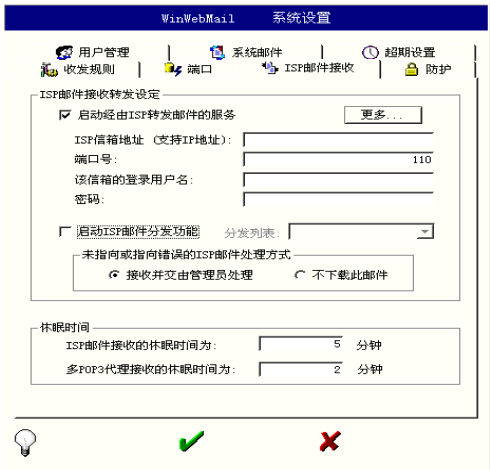 WinWebMail 系统设置
用户管理 系统邮件 超期设置
收发规则 端口 ISP邮件接收 防护
ISP邮件接收转发设定
启动经由ISP转发邮件的服务 更多...
ISP信箱地址 (支持IP地址):
端口号: 110
该信箱的登录用户名:
密码:
启动ISP邮件分发功能 分发列表:
未指向或指向错误的ISP邮件处理方式
接收并交由管理员处理 不下载此邮件
休眠时间
ISP邮件接收的休眠时间为: 5 分钟
多POP3代理接收的休眠时间为: 2 分钟